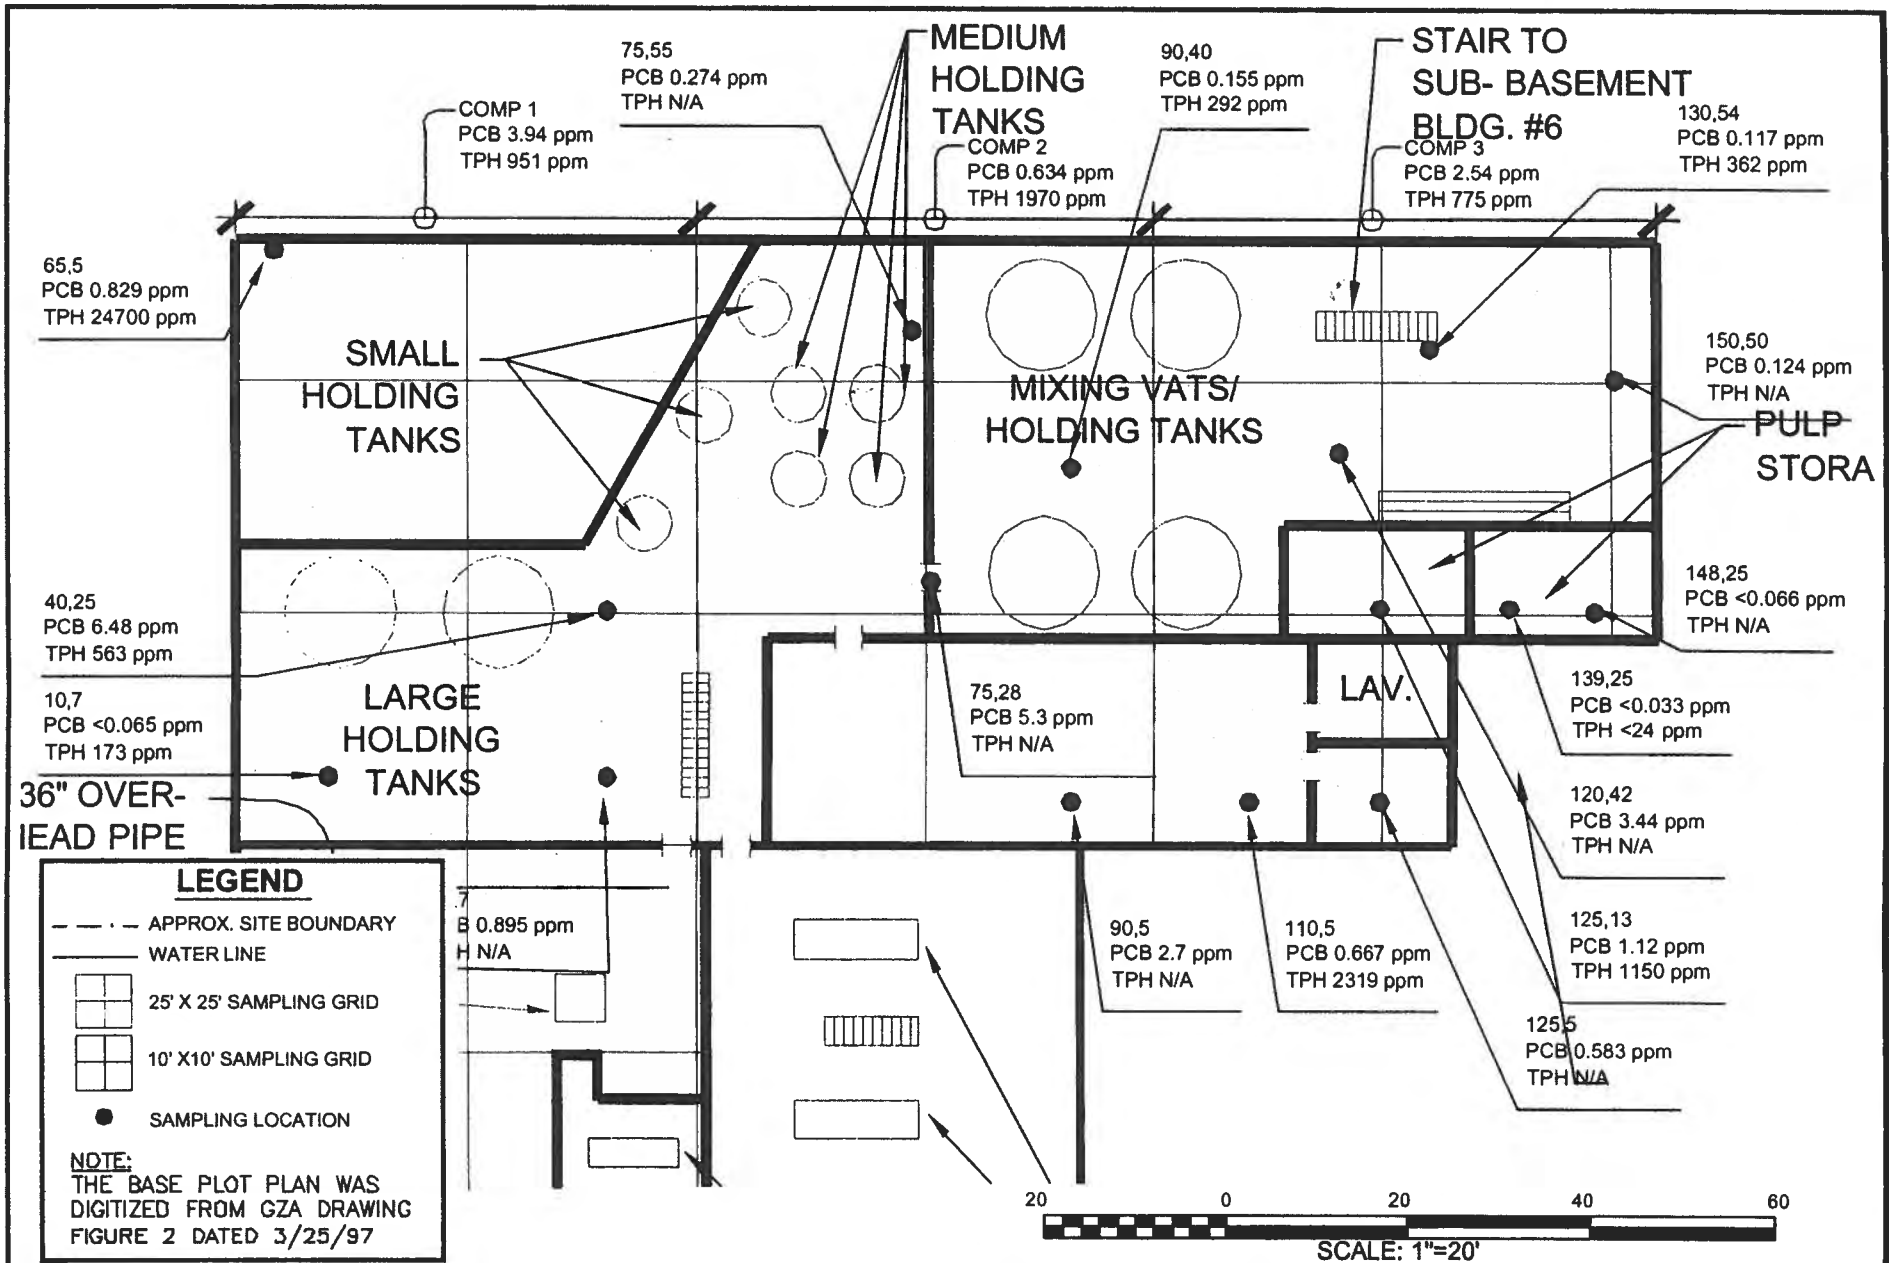 75,55
PCB 0.274 ppm
TPH N/A
MEDIUM
HOLDING
TANKS
90,40
PCB 0.155 ppm
TPH 292 ppm
STAIR TO
SUB- BASEMENT
BLDG. #6
130,54
PCB 0.117 ppm
TPH 362 ppm
COMP 1
PCB 3.94 ppm
TPH 951 ppm
COMP 2
PCB 0.634 ppm
TPH 1970 ppm
COMP 3
PCB 2.54 ppm
TPH 775 ppm
65,5
PCB 0.829 ppm
TPH 24700 ppm
SMALL
HOLDING
TANKS
MIXING VATS/
HOLDING TANKS
150,50
PCB 0.124 ppm
TPH N/A
PULP
STORA
40,25
PCB 6.48 ppm
TPH 563 ppm
148,25
PCB <0.066 ppm
TPH N/A
10,7
PCB <0.065 ppm
TPH 173 ppm
LARGE
HOLDING
TANKS
75,28
PCB 5.3 ppm
TPH N/A
LAV.
139,25
PCB <0.033 ppm
TPH <24 ppm
36" OVER-
IEAD PIPE
120,42
PCB 3.44 ppm
TPH N/A
.7
B 0.895 ppm
H N/A
90,5
PCB 2.7 ppm
TPH N/A
110,5
PCB 0.667 ppm
TPH 2319 ppm
125,13
PCB 1.12 ppm
TPH 1150 ppm
125,5
PCB 0.583 ppm
TPH N/A
LEGEND
APPROX. SITE BOUNDARY
WATER LINE
25' X 25' SAMPLING GRID
10' X10' SAMPLING GRID
SAMPLING LOCATION
NOTE:
THE BASE PLOT PLAN WAS
DIGITIZED FROM GZA DRAWING
FIGURE 2 DATED 3/25/97
20 0 20 40 60
SCALE: 1"=20'